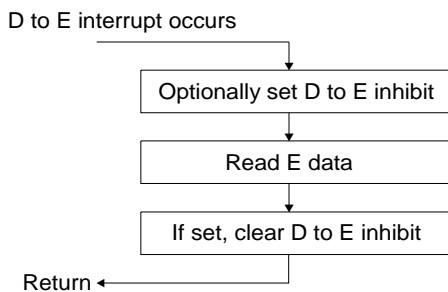 D to E interrupt occurs
Optionally set D to E inhibit
Read E data
If set, clear D to E inhibit
Return